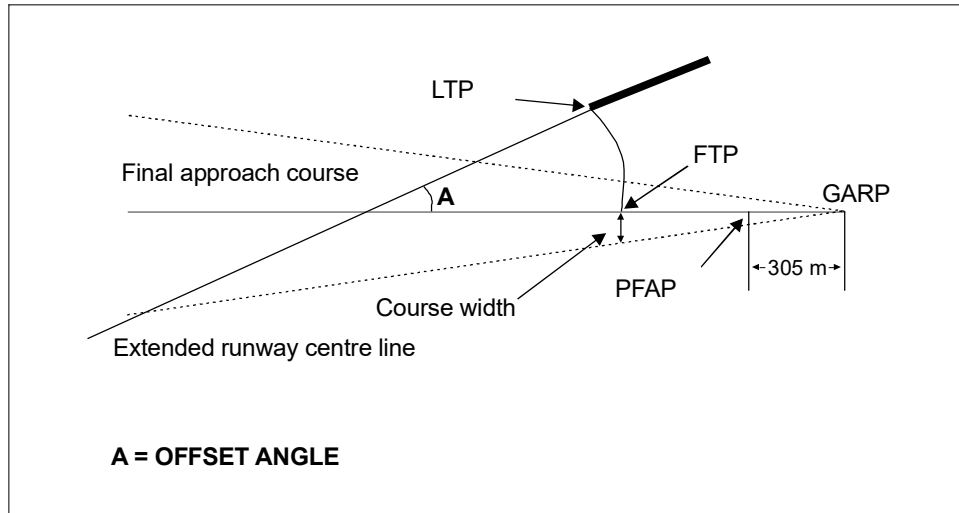 LTP
FTP
Final approach course
GARP
A
305 m
PFAP
Course width
Extended runway centre line
A = OFFSET ANGLE